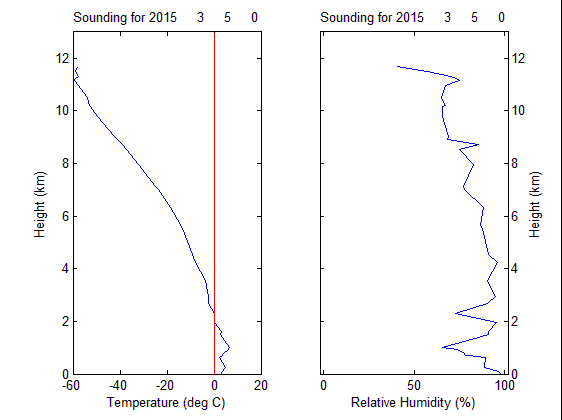 Sounding for 2015 3 5 0
12
10
8
6
4
2
0
-60 -40 -20 0 20
Temperature (deg C)
Height (km)
Sounding for 2015 3 5 0
12
10
8
6
4
2
0
0 50 100
Relative Humidity (%)
Height (km)